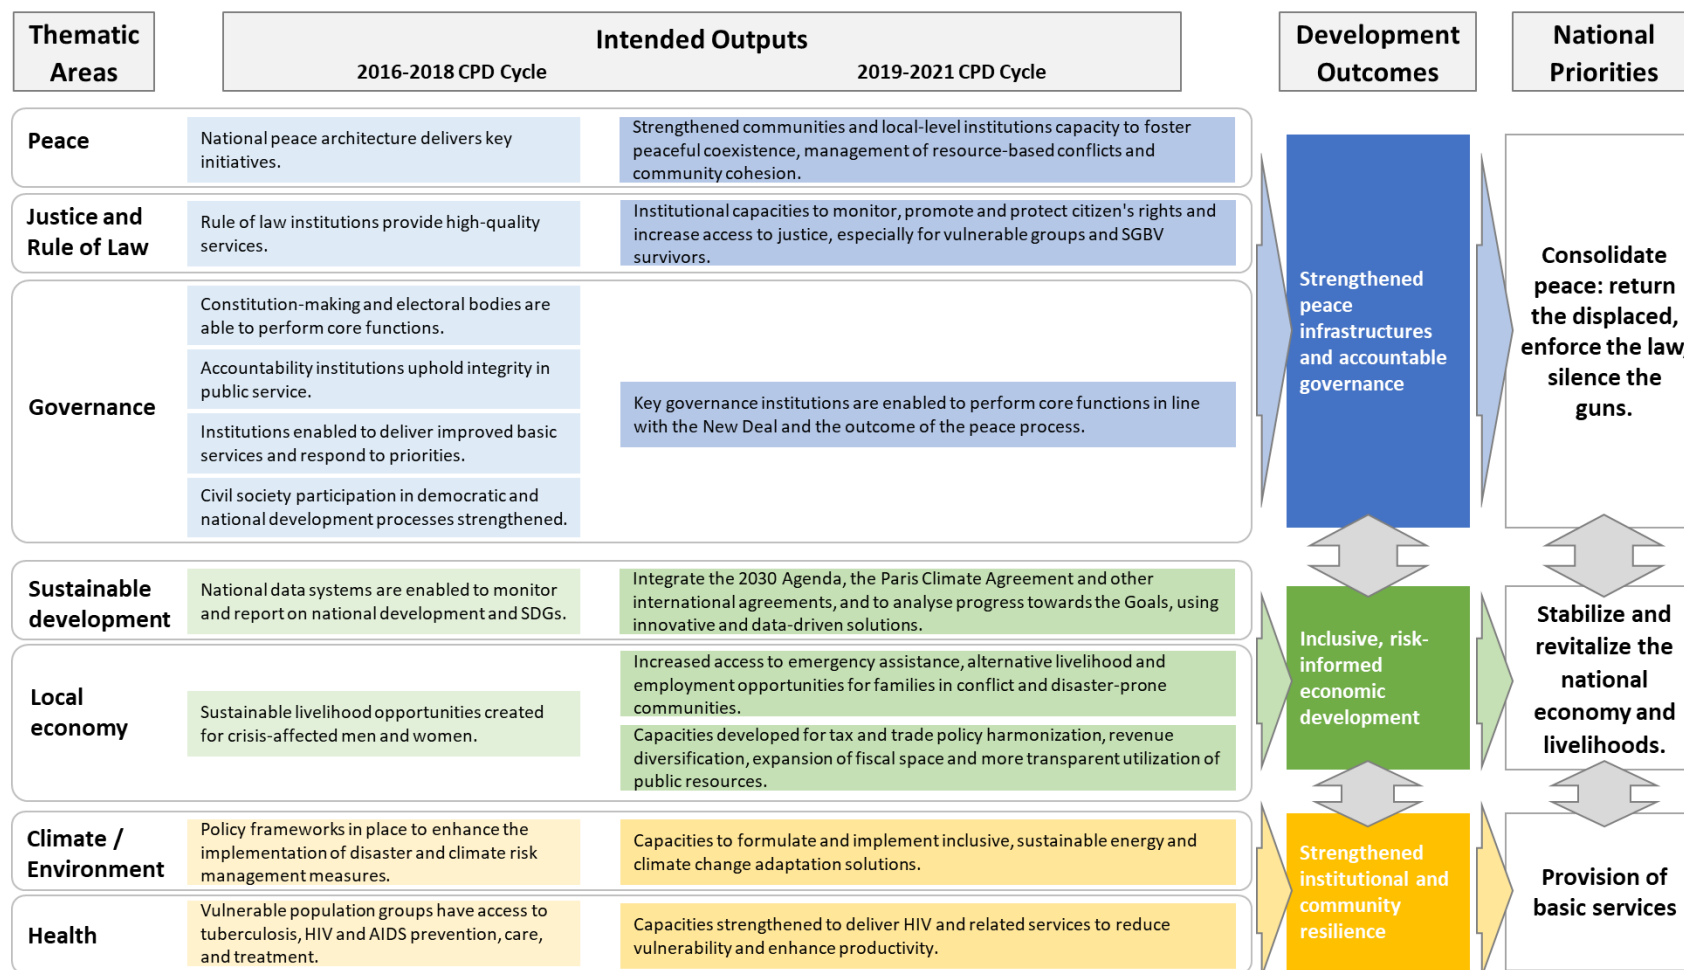 Thematic
Areas
Intended Outputs
2016-2018 CPD Cycle
2019-2021 CPD Cycle
Development
Outcomes
National
Priorities
Peace
National peace architecture delivers key
initiatives.
Strengthened communities and local-level institutions capacity to foster
peaceful coexistence, management of resource-based conflicts and
community cohesion.
Justice and
Rule of Law
Rule of law institutions provide high-quality
services.
Institutional capacities to monitor, promote and protect citizen's rights and
increase access to justice, especially for vulnerable groups and SGBV
survivors.
Governance
Constitution-making and electoral bodies are
able to perform core functions.
Accountability institutions uphold integrity in
public service.
Institutions enabled to deliver improved basic
services and respond to priorities.
Civil society participation in democratic and
national development processes strengthened.
Key governance institutions are enabled to perform core functions in line
with the New Deal and the outcome of the peace process.
Strengthened
peace
infrastructures
and accountable
governance
Consolidate
peace: return
the displaced,
enforce the law,
silence the
guns.
Sustainable
development
National data systems are enabled to monitor
and report on national development and SDGs.
Integrate the 2030 Agenda, the Paris Climate Agreement and other
international agreements, and to analyse progress towards the Goals, using
innovative and data-driven solutions.
Local
economy
Sustainable livelihood opportunities created
for crisis-affected men and women.
Increased access to emergency assistance, alternative livelihood and
employment opportunities for families in conflict and disaster-prone
communities.
Capacities developed for tax and trade policy harmonization, revenue
diversification, expansion of fiscal space and more transparent utilization of
public resources.
Inclusive, risk-
informed
economic
development
Stabilize and
revitalize the
national
economy and
livelihoods.
Climate /
Environment
Policy frameworks in place to enhance the
implementation of disaster and climate risk
management measures.
Capacities to formulate and implement inclusive, sustainable energy and
climate change adaptation solutions.
Health
Vulnerable population groups have access to
tuberculosis, HIV and AIDS prevention, care,
and treatment.
Capacities strengthened to deliver HIV and related services to reduce
vulnerability and enhance productivity.
Strengthened
institutional and
community
resilience
Provision of
basic services